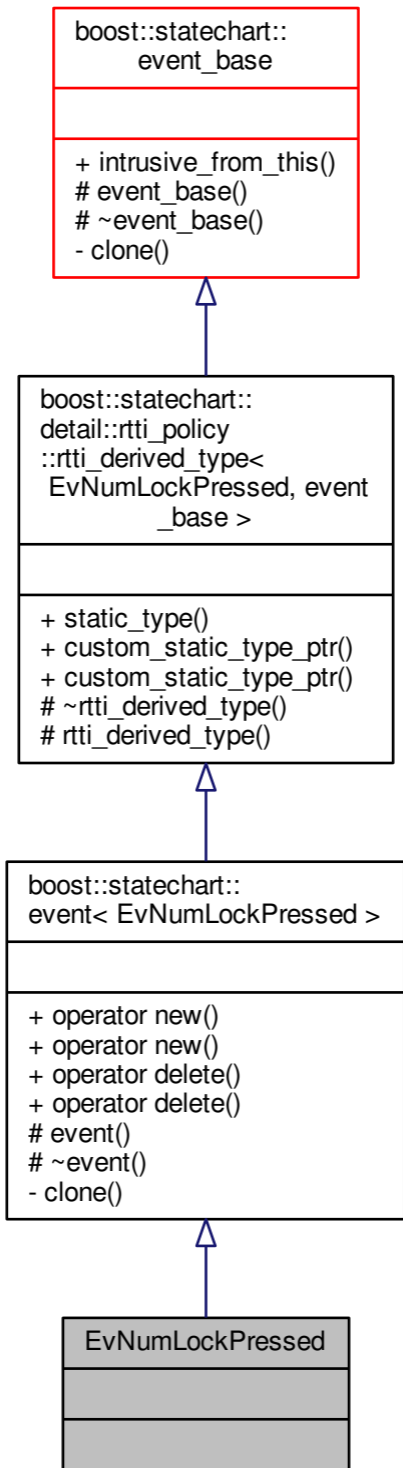 boost::statechart::
event_base
+ intrusive_from_this()
# event_base()
# ~event_base()
- clone()
boost::statechart::
detail::rtti_policy
::rtti_derived_type<
EvNumLockPressed, event
_base >
+ static_type()
+ custom_static_type_ptr()
+ custom_static_type_ptr()
# ~rtti_derived_type()
# rtti_derived_type()
boost::statechart::
event< EvNumLockPressed >
+ operator new()
+ operator new()
+ operator delete()
+ operator delete()
# event()
# ~event()
- clone()
EvNumLockPressed